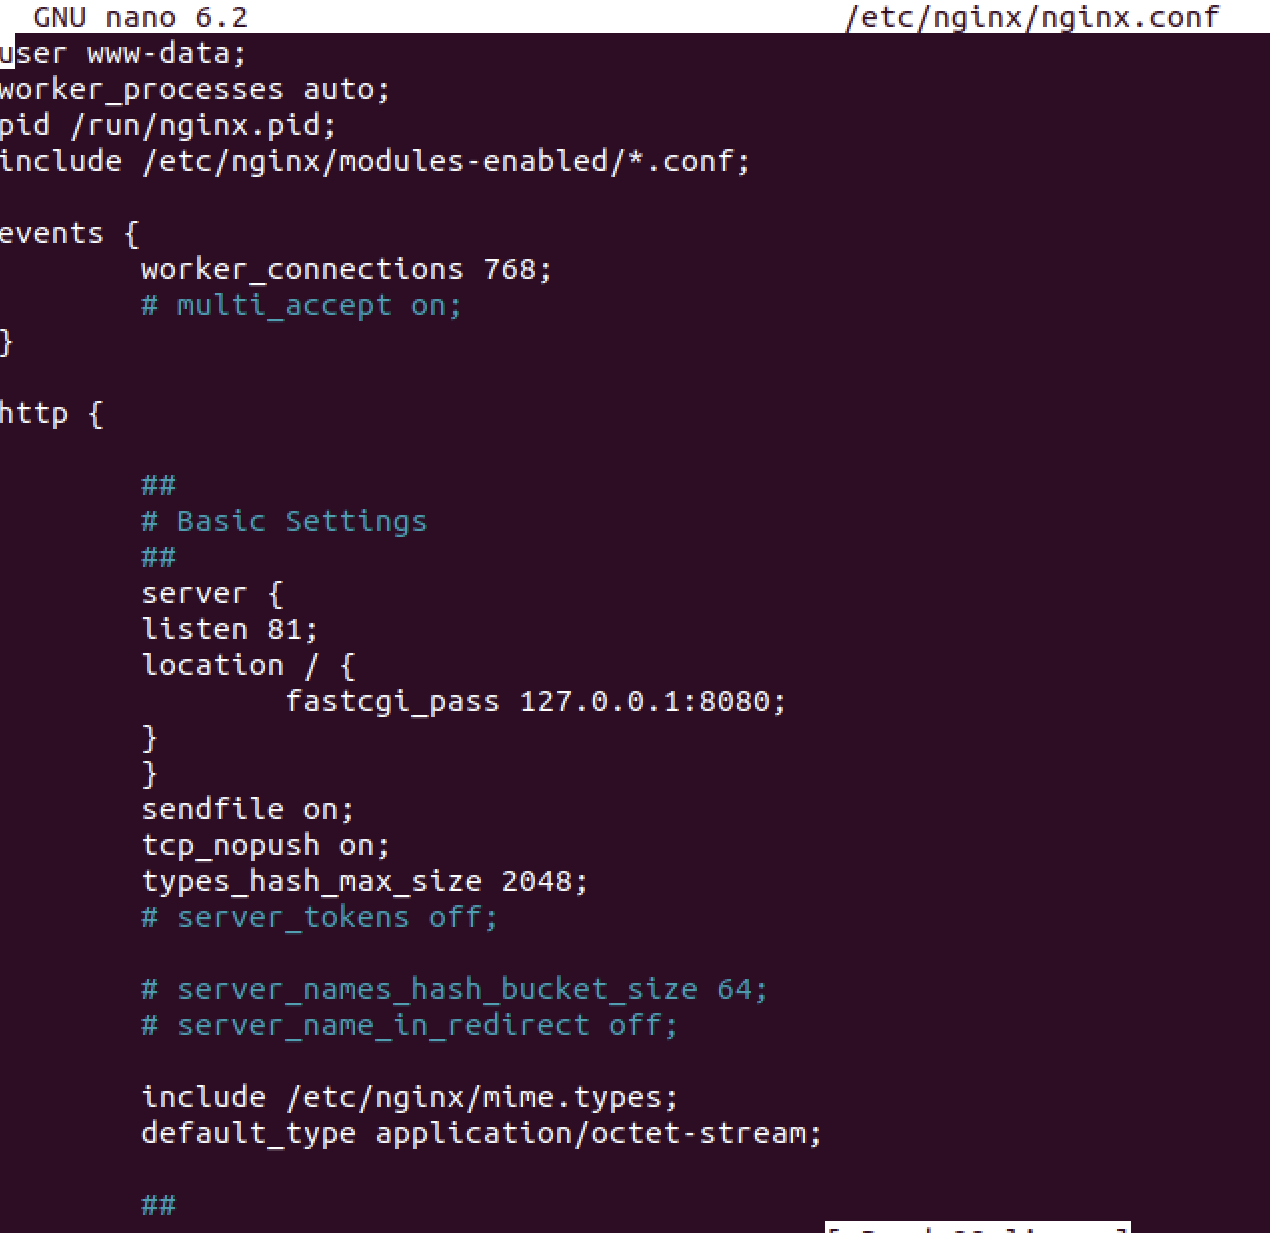 GNU nano 6.2 /etc/nginx/nginx.conf
user www-data;
worker_processes auto;
pid /run/nginx.pid;
include /etc/nginx/modules-enabled/*.conf;
events {
worker_connections 768;
# multi_accept on;
}
http {
##
# Basic Settings
##
server {
listen 81;
location / {
fastcgi_pass 127.0.0.1:8080;
}
}
sendfile on;
tcp_nopush on;
types_hash_max_size 2048;
# server_tokens off;
# server_names_hash_bucket_size 64;
# server_name_in_redirect off;
include /etc/nginx/mime.types;
default_type application/octet-stream;
##